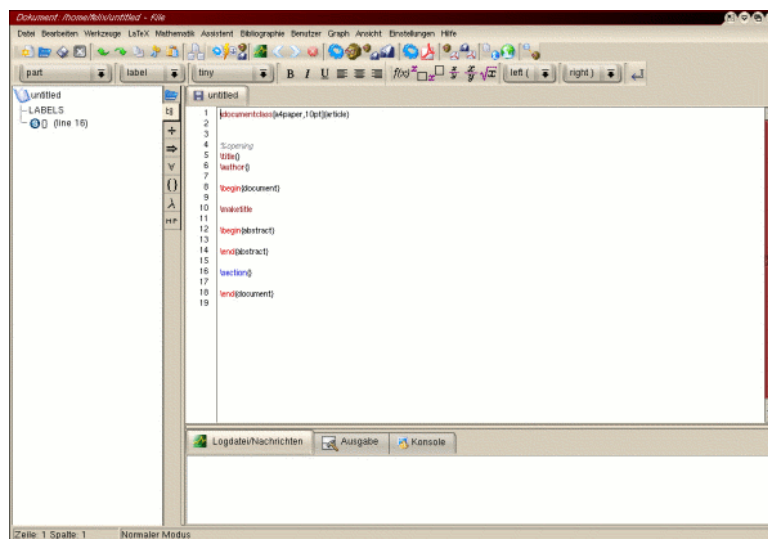 Dokument: /home/felix/untitled - Kile
Datei Bearbeiten Werkzeuge LaTeX Mathematik Assistent Bibliographie Benutzer Graph Ansicht Einstellungen Hilfe
part label tiny B I U f(x) left ( right )
untitled
LABELS
[] (line 16)
untitled
1 \documentclass[a4paper,10pt]{article}
2
3
4 %opening
5 \title{}
6 \author{}
7
8 \begin{document}
9
10 \maketitle
11
12 \begin{abstract}
13
14 \end{abstract}
15
16 \section{}
17
18 \end{document}
19
Logdatei/Nachrichten Ausgabe Konsole
Zeile: 1 Spalte: 1 Normaler Modus